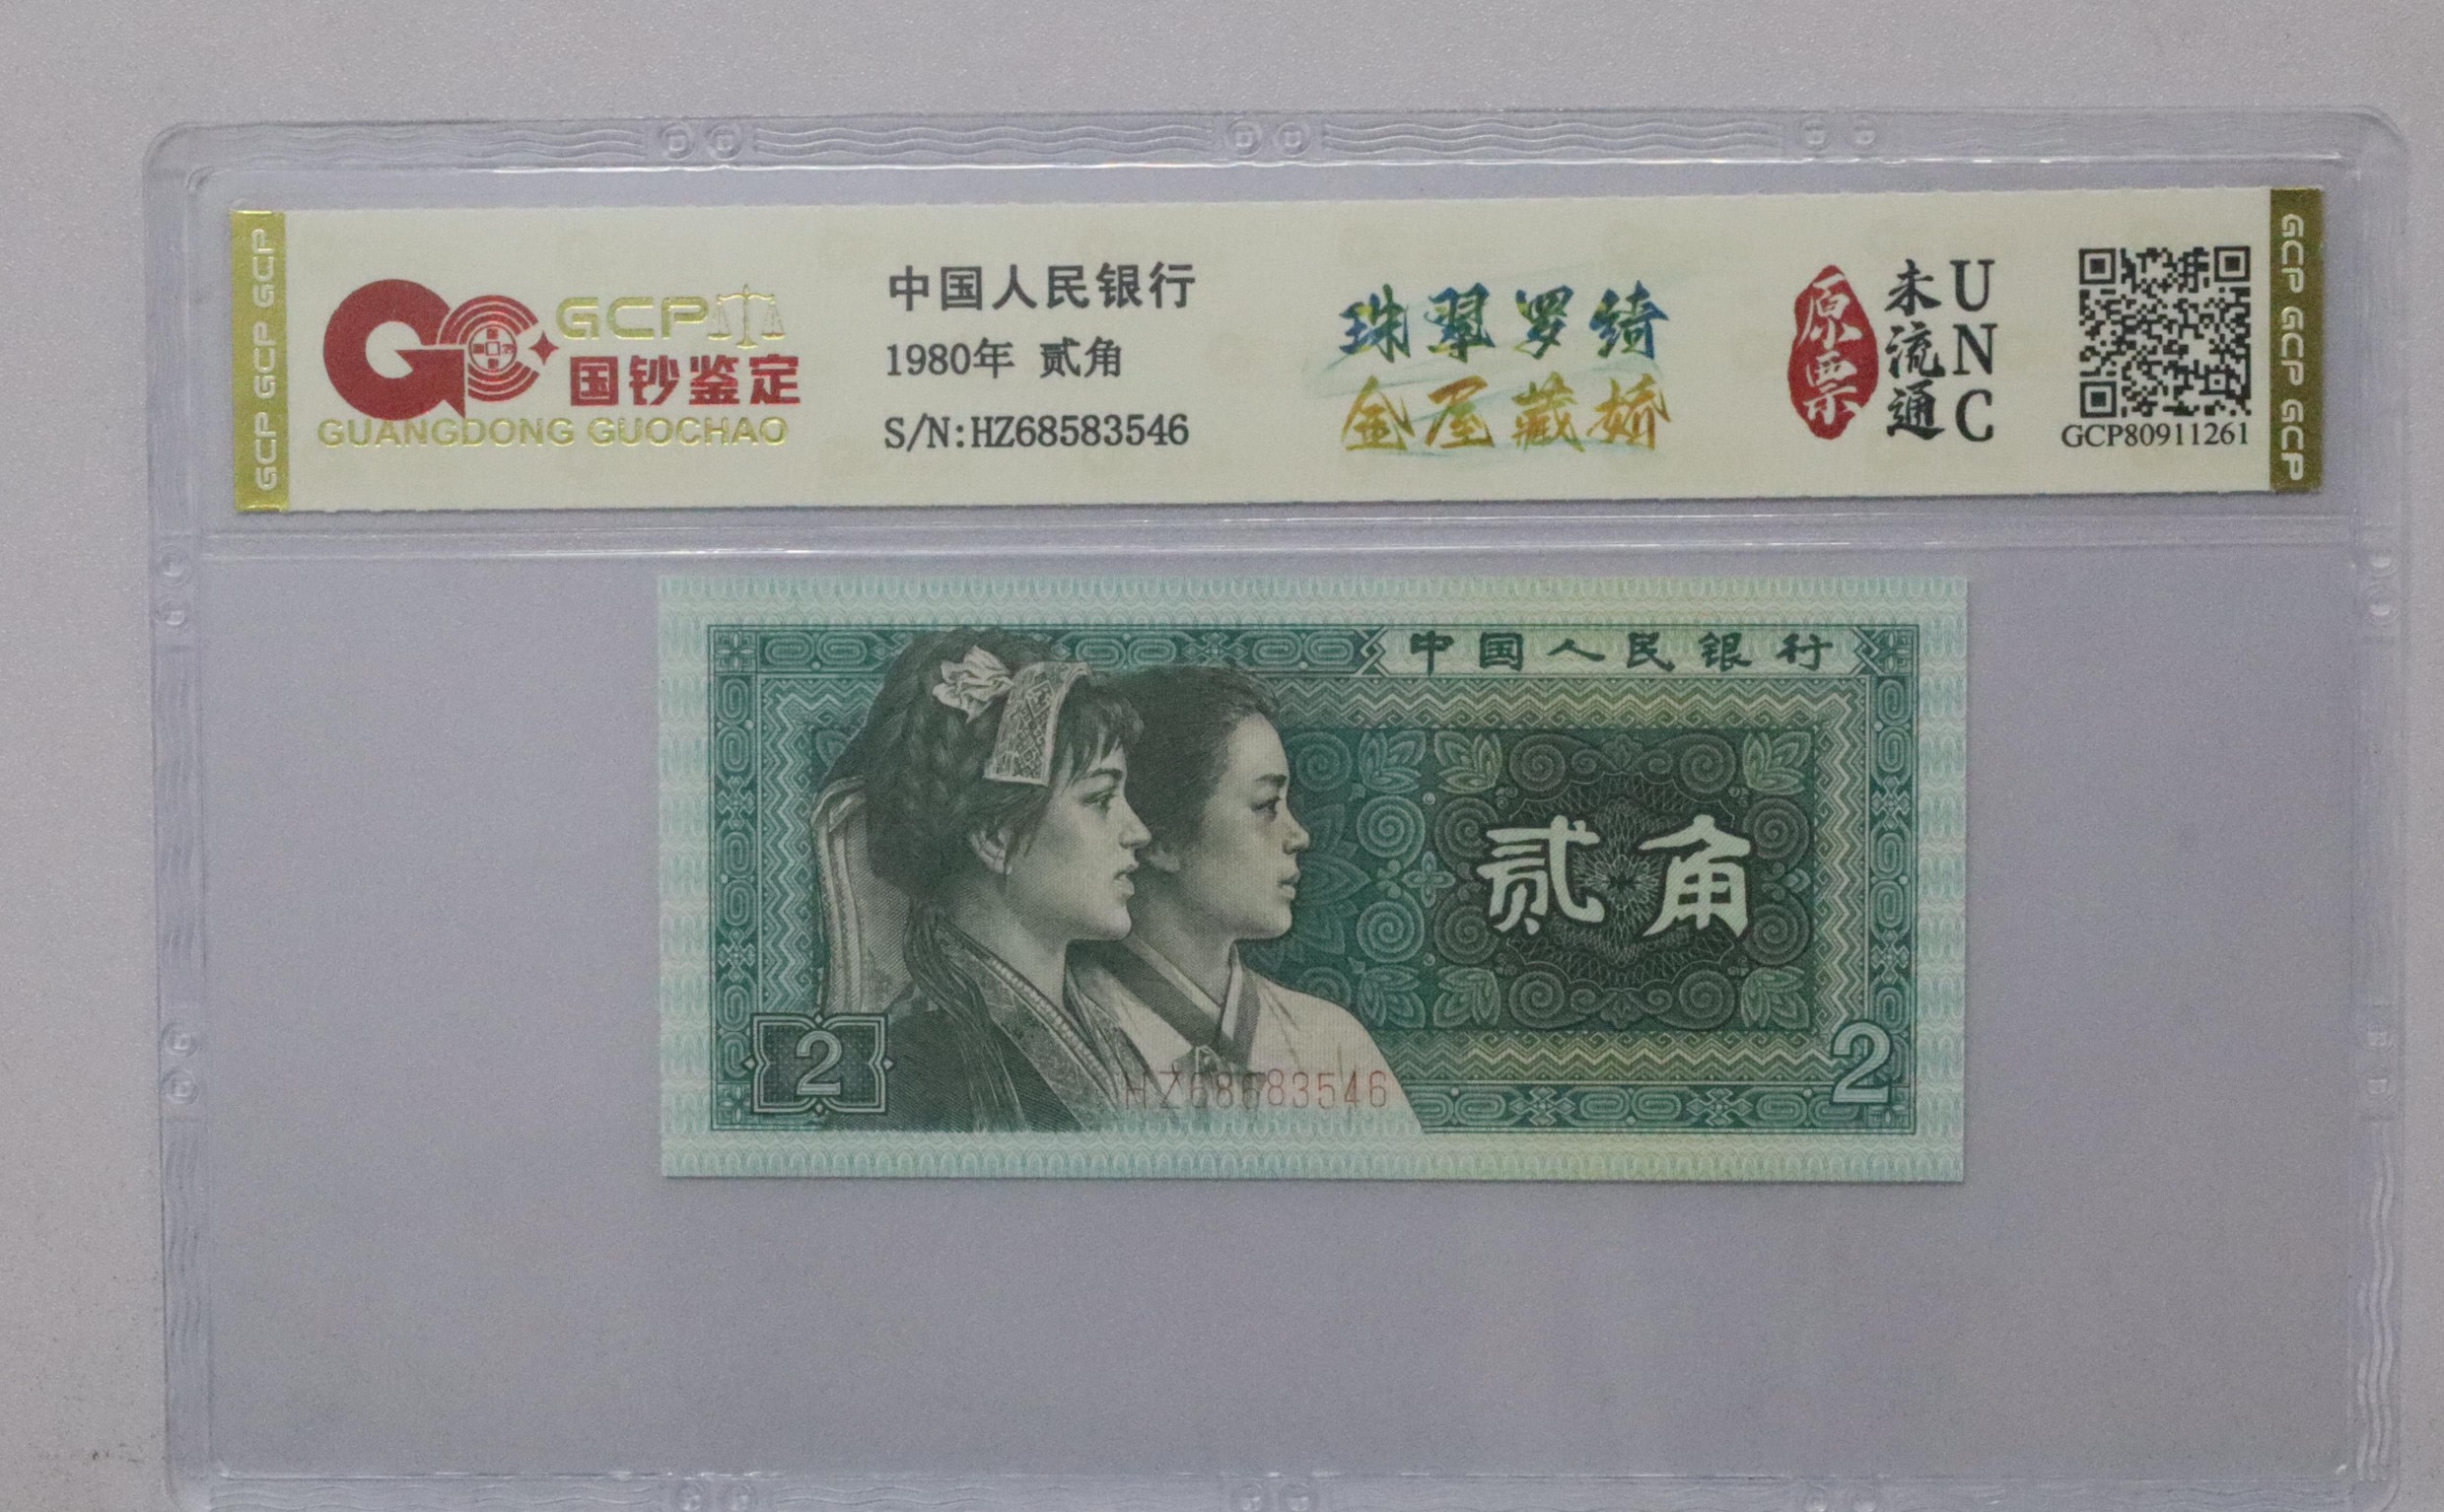 GCP GCP GCP
GCP
国钞鉴定
GUANGDONG GUOCHAO
中国人民银行
1980年 贰角
S/N:HZ68583546
珠翠罗绮
金屋藏娇
原票
未流通
UNC
GCP80911261
GCP GCP GCP
中国人民银行
贰角
2
2
HZ68683546